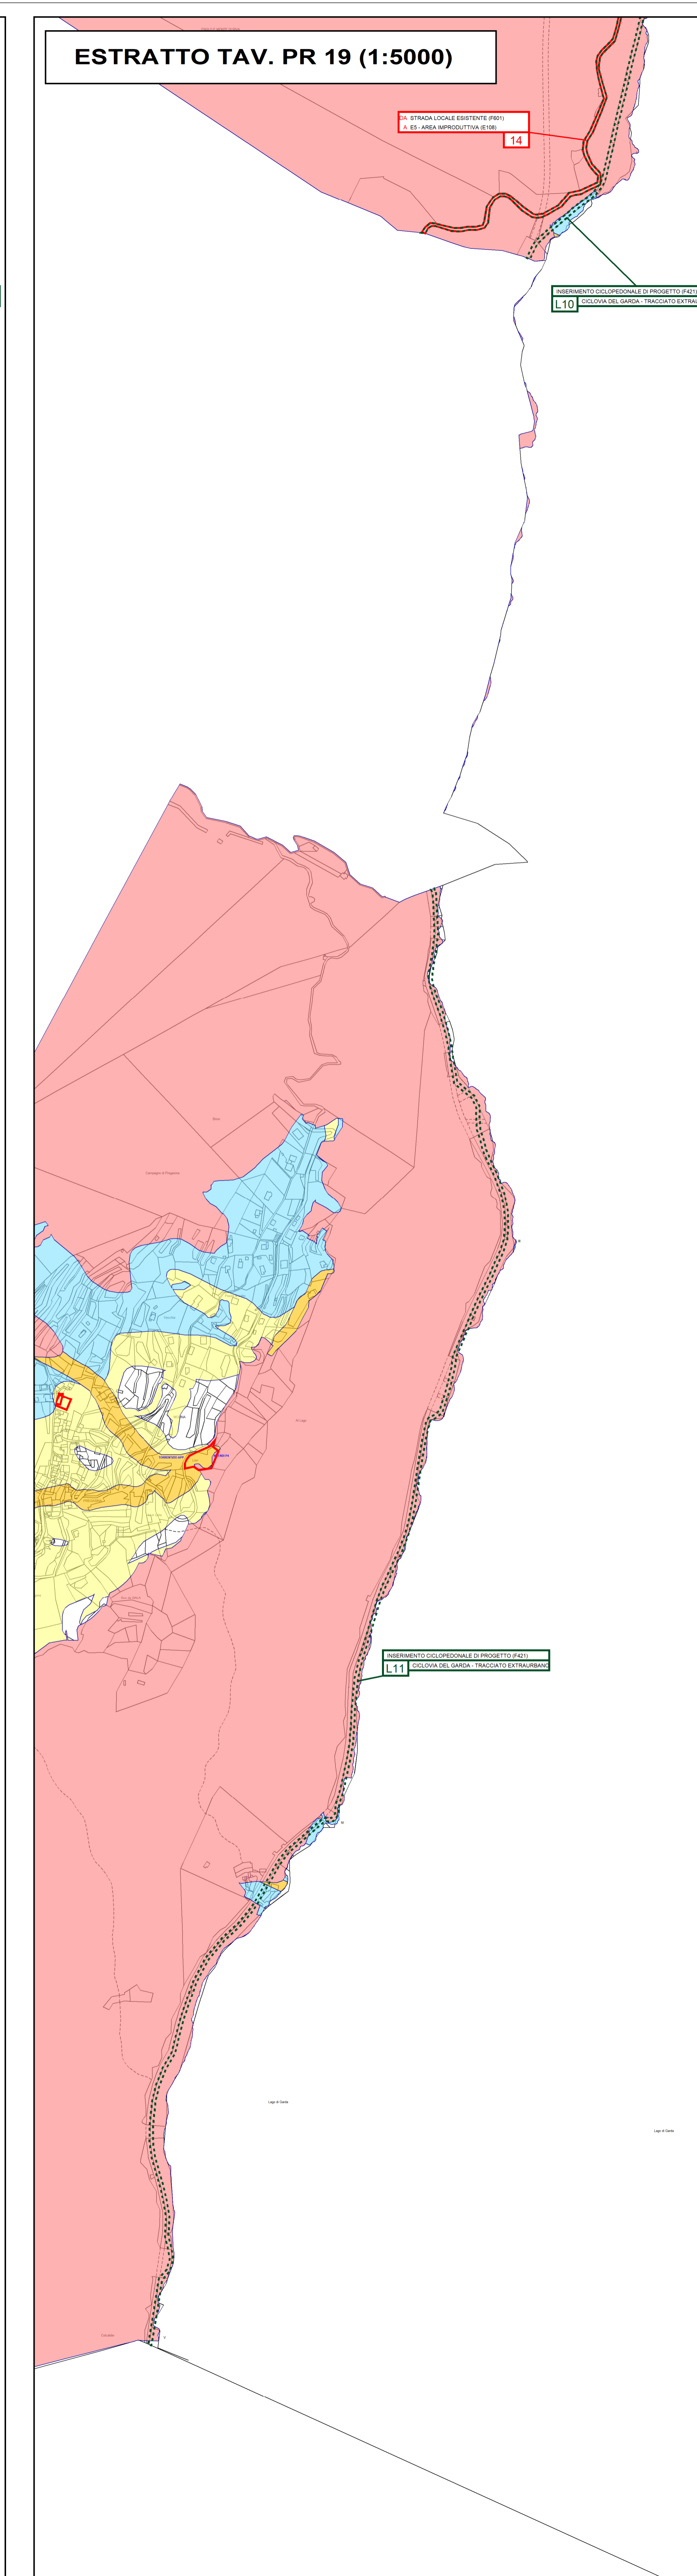 ESTRATTO TAV. PR 19 (1:5000)
DA STRADA LOCALE ESISTENTE (F601)
A E5 - AREA IMPRODUTTIVA (E108)
14
INSERIMENTO CICLOPEDONALE DI PROGETTO (F421)
L10 CICLOVIA DEL GARDA - TRACCIATO
Campagna di
INSERIMENTO CICLOPEDONALE DI PROGETTO (F421)
L11 CICLOVIA DEL GARDA - TRACCIATO EXTRAURBANO
Lago di Garda
Lago di Garda